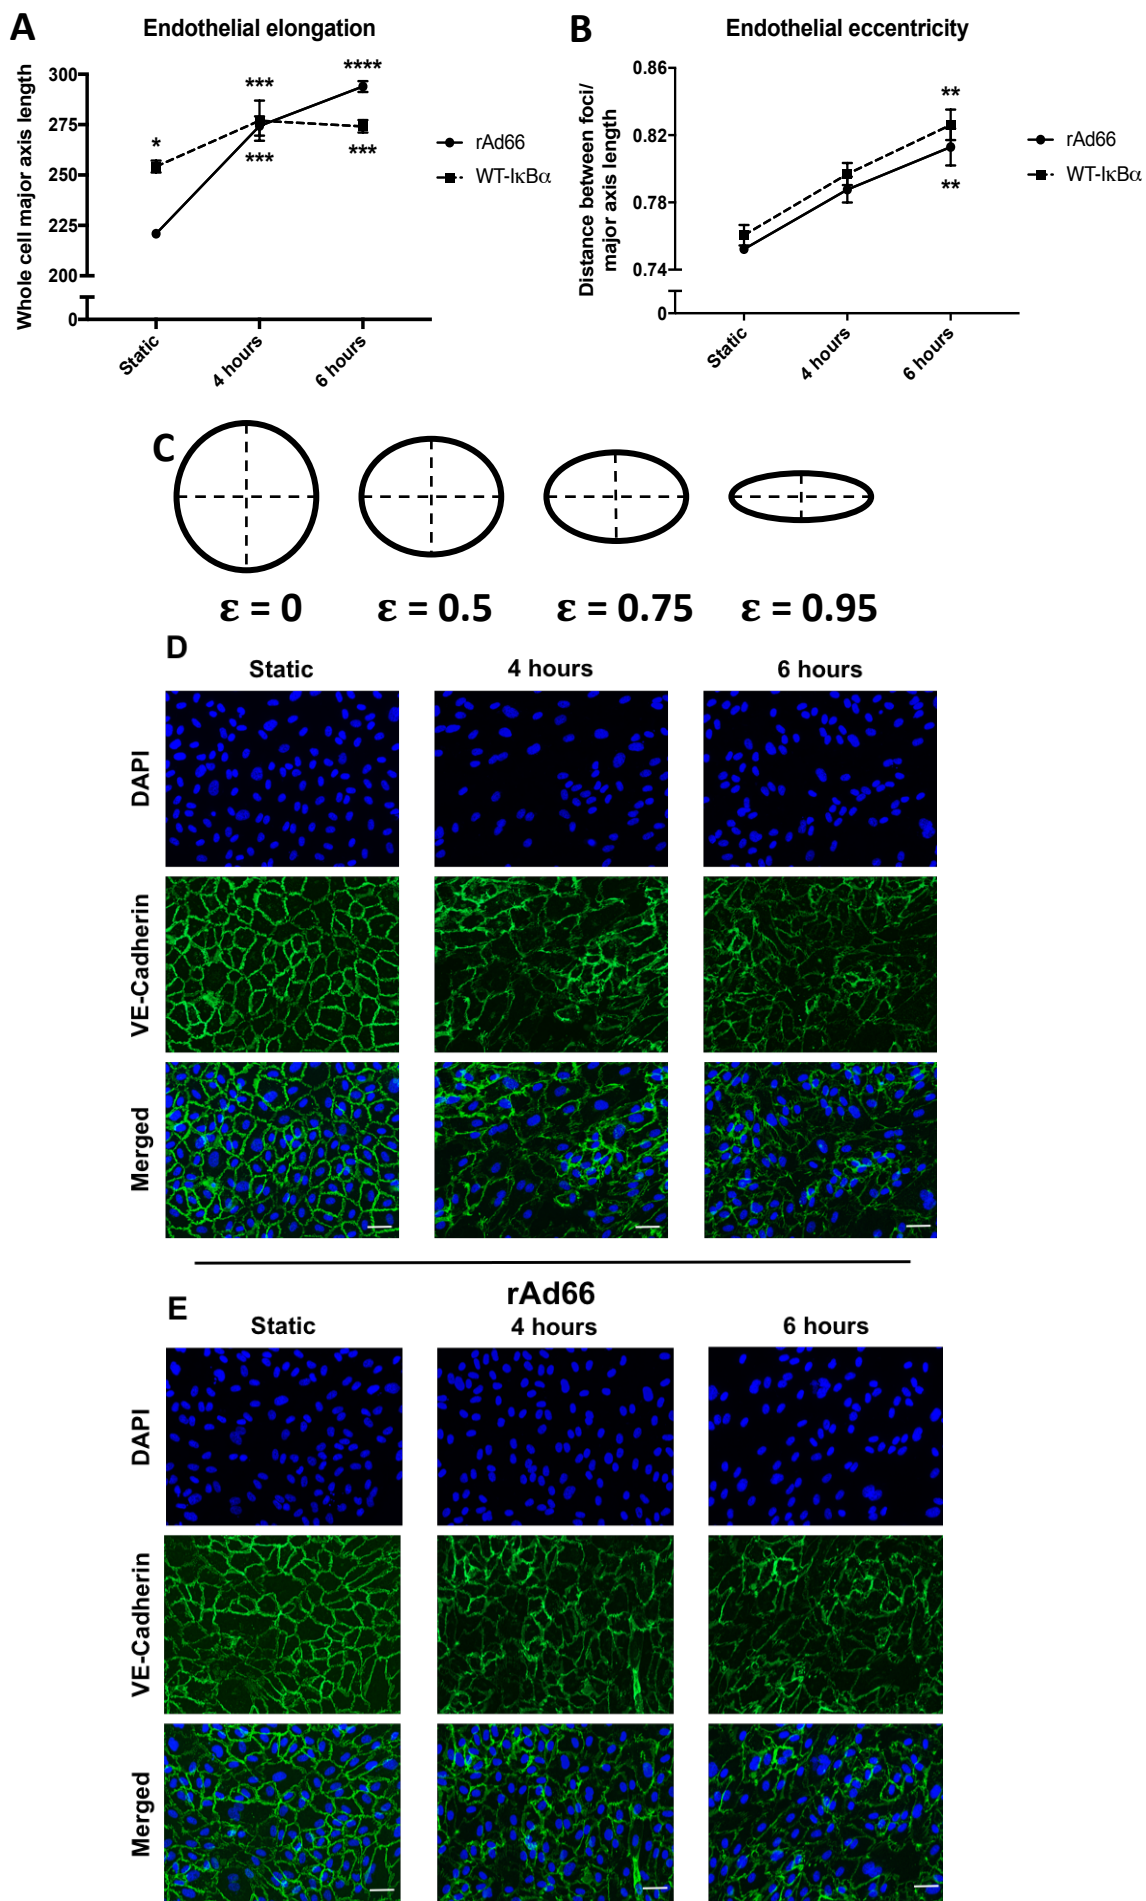 A
Endothelial elongation
Whole cell major axis length
300
275
250
225
200
0
*
***
***
****
***
Static
4 hours
6 hours
rAd66
WT-IκBα
B
Endothelial eccentricity
Distance between foci/
major axis length
0.86
0.82
0.78
0.74
0
**
**
Static
4 hours
6 hours
rAd66
WT-IκBα
C
ε = 0
ε = 0.5
ε = 0.75
ε = 0.95
D
Static
4 hours
6 hours
DAPI
VE-Cadherin
Merged
rAd66
E
Static
4 hours
6 hours
DAPI
VE-Cadherin
Merged